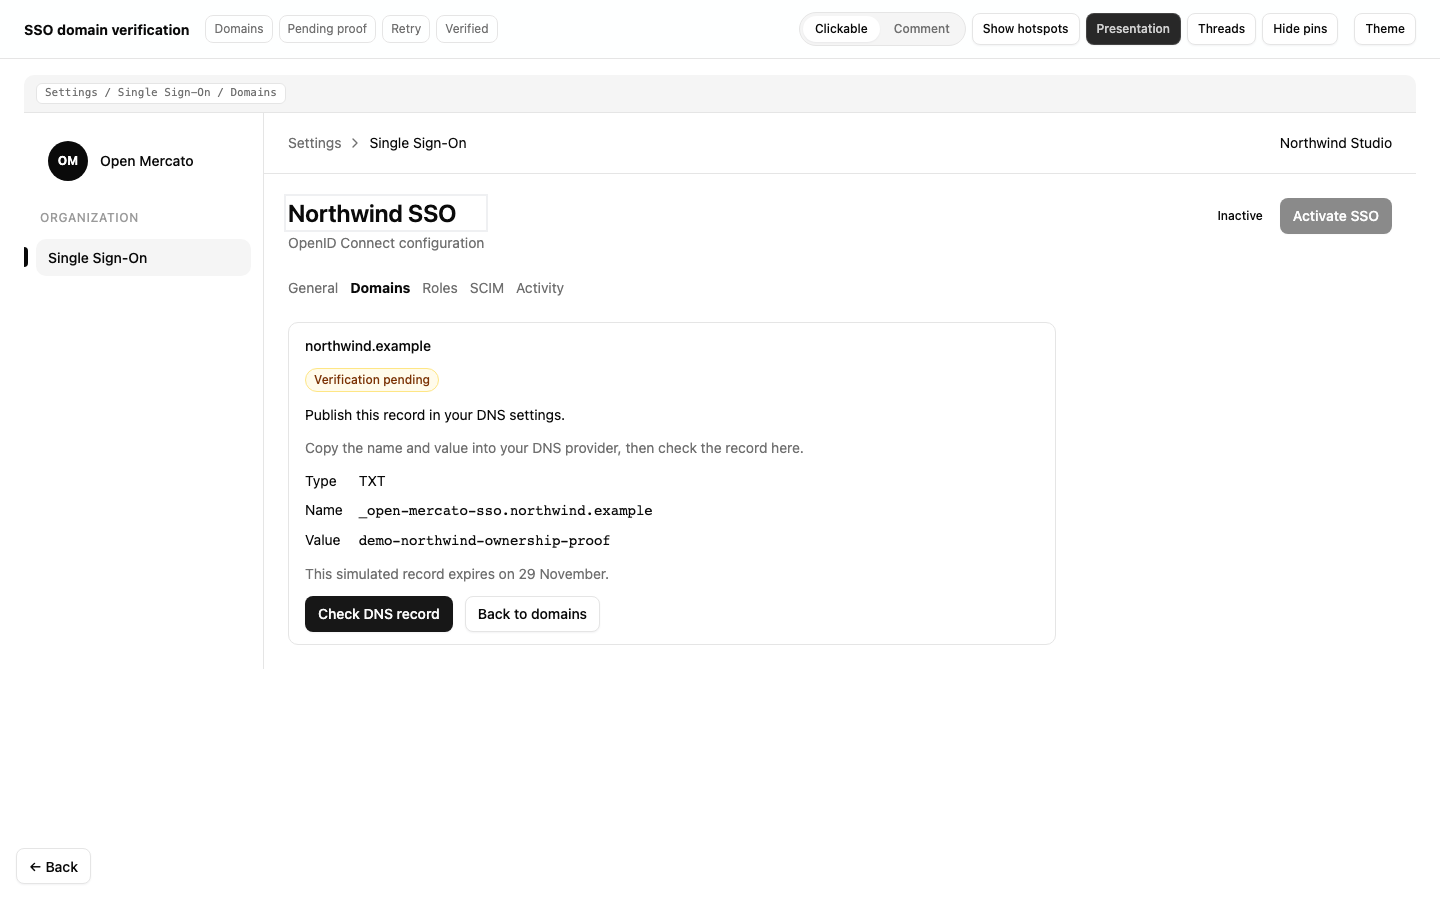 SSO domain verification Domains Pending proof Retry Verified Clickable Comment Show hotspots Presentation Threads Hide pins Theme
Settings / Single Sign-On / Domains
OM Open Mercato
ORGANIZATION
Single Sign-On
Settings > Single Sign-On Northwind Studio
Northwind SSO
OpenID Connect configuration
Inactive Activate SSO
General Domains Roles SCIM Activity
northwind.example
Verification pending
Publish this record in your DNS settings.
Copy the name and value into your DNS provider, then check the record here.
Type TXT
Name _open-mercato-sso.northwind.example
Value demo-northwind-ownership-proof
This simulated record expires on 29 November.
Check DNS record Back to domains
← Back